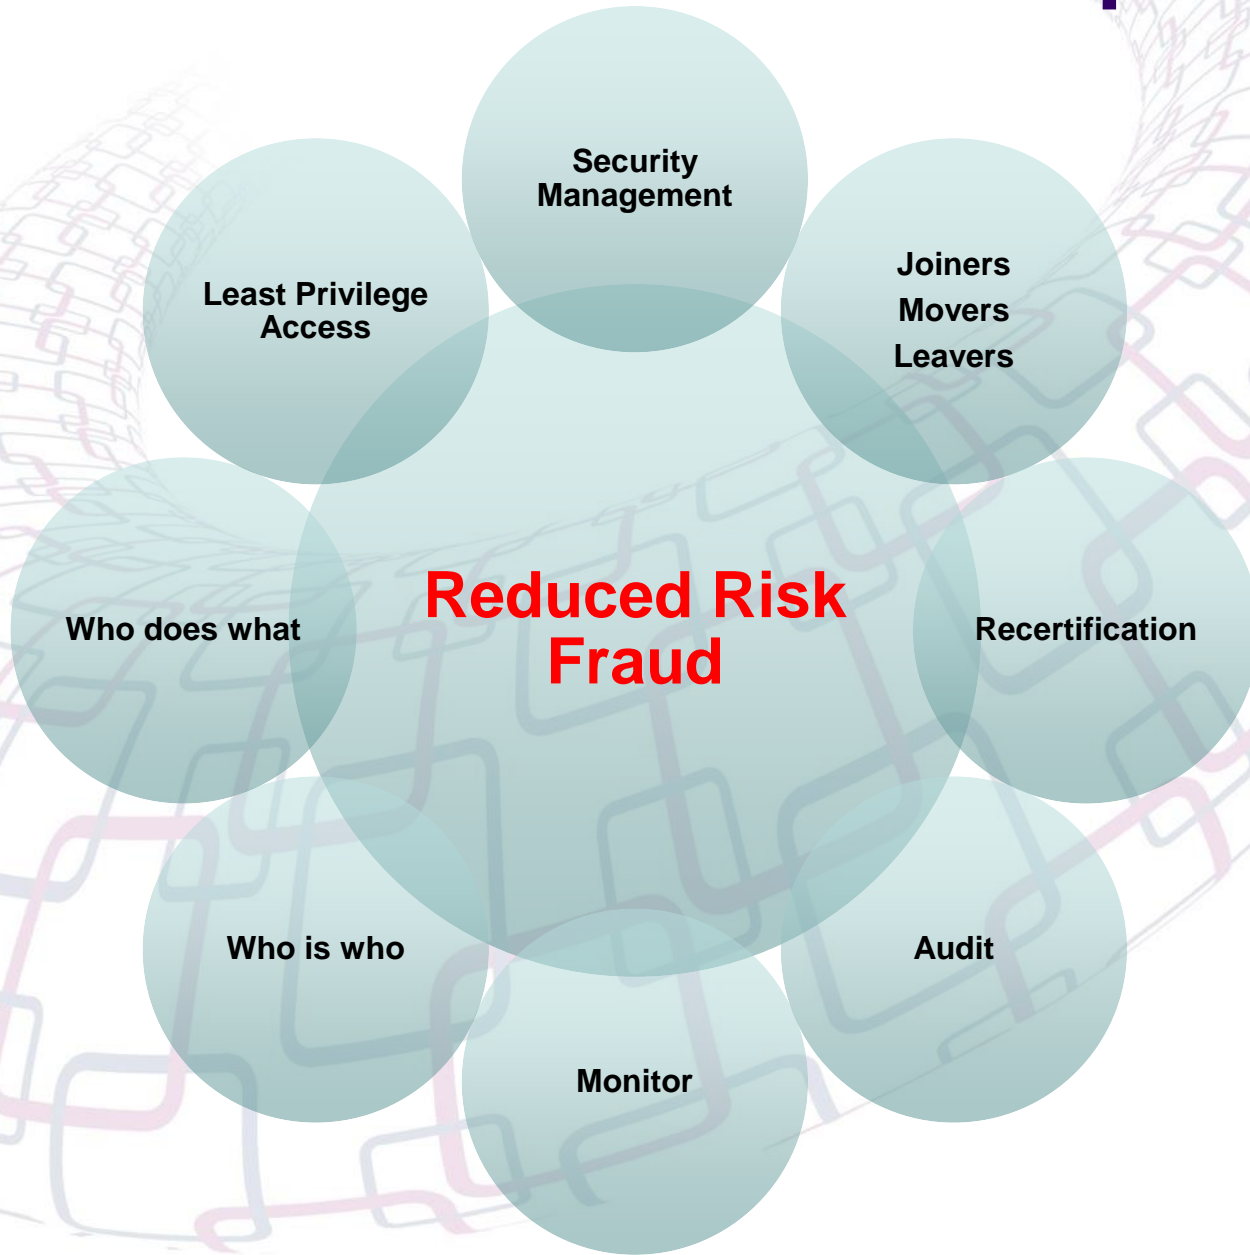 Security
Management
Joiners
Movers
Leavers
Least Privilege
Access
Reduced Risk
Fraud
Who does what
Recertification
Who is who
Audit
Monitor